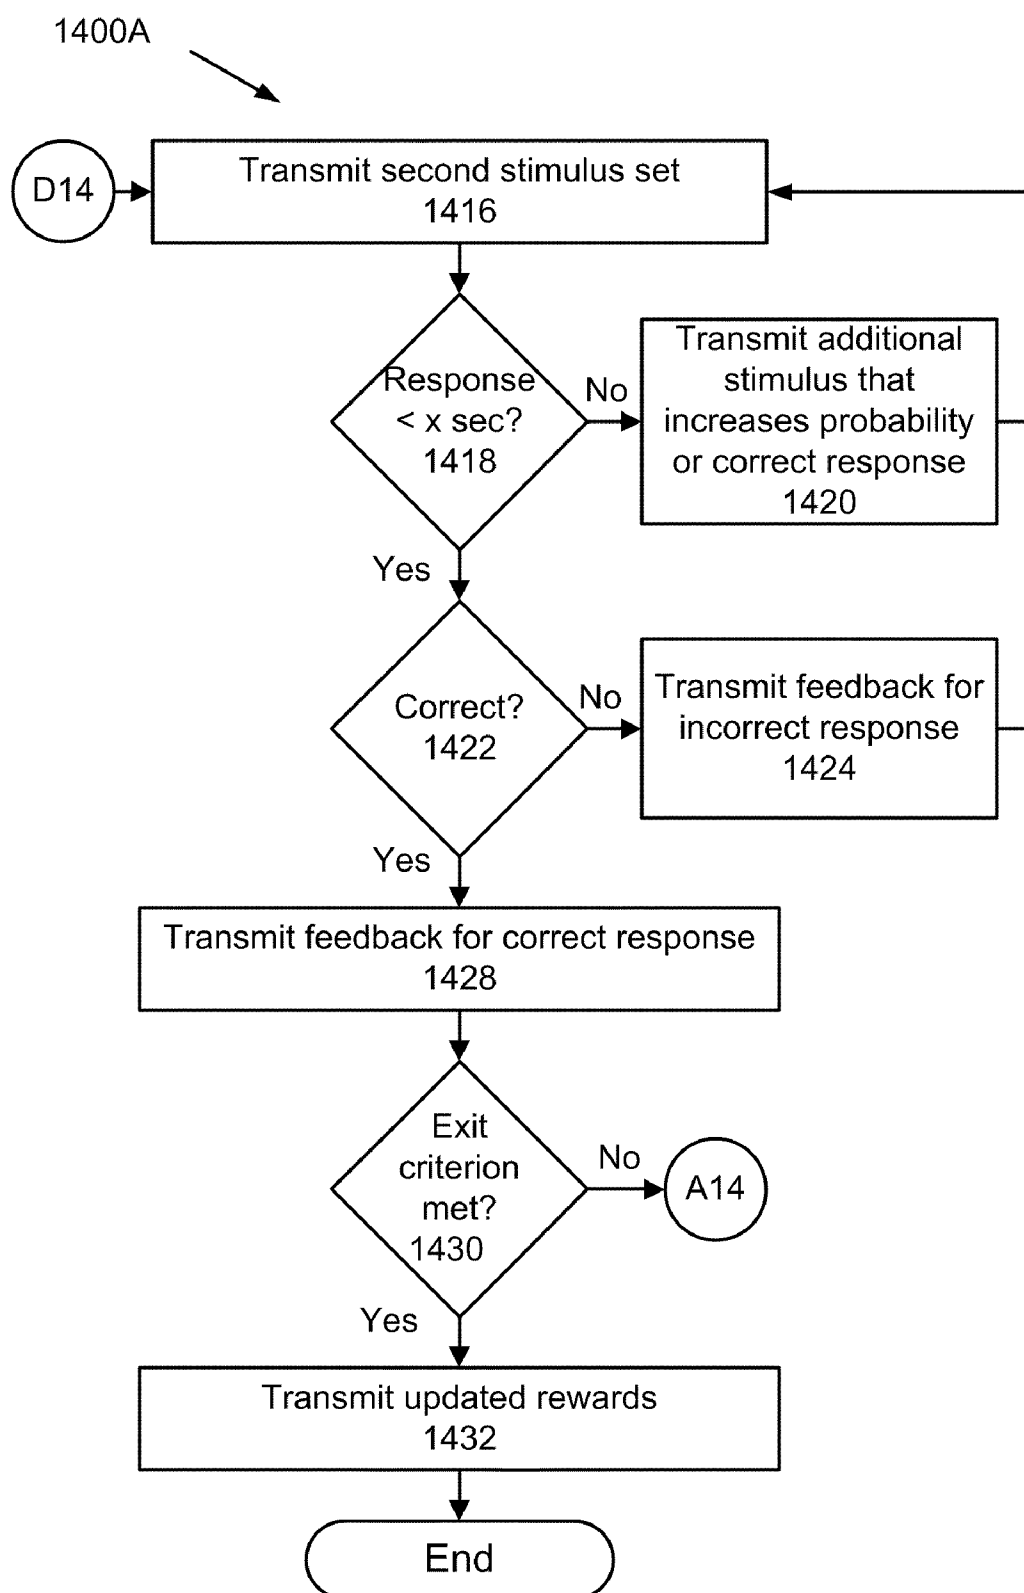 1400A
D14
Transmit second stimulus set
1416
Response
< x sec?
1418
No
Transmit additional
stimulus that
increases probability
or correct response
1420
Yes
Correct?
1422
No
Transmit feedback for
incorrect response
1424
Yes
Transmit feedback for correct response
1428
Exit
criterion
met?
1430
No
A14
Yes
Transmit updated rewards
1432
End